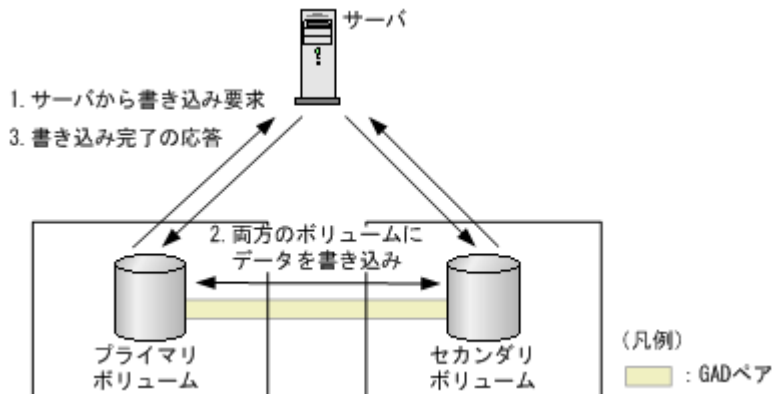 サーバ
1. サーバから書き込み要求
3. 書き込み完了の応答
2. 両方のボリュームに
データを書き込み
プライマリ
ボリューム
セカンダリ
ボリューム
(凡例)
: GADペア